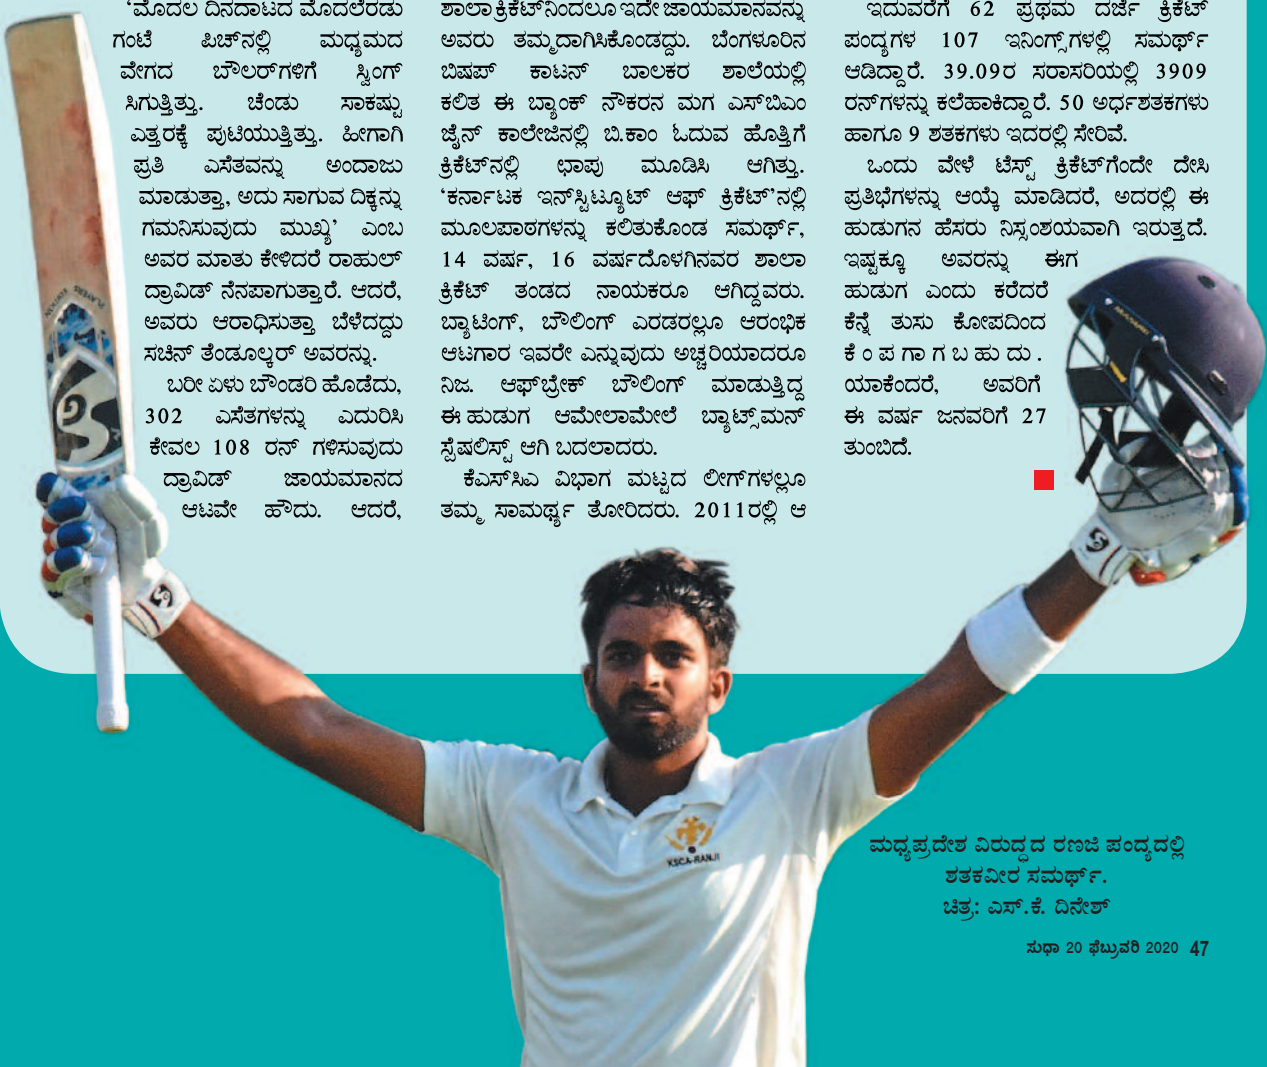 ‘ಮೊದಲ ದಿನದಾಟದ ಮೊದಲೆರಡು
ಗಂಟೆ ಪಿಚ್‌ನಲ್ಲಿ ಮಧ್ಯಮದ
ವೇಗದ ಬೌಲರ್‌ಗಳಿಗೆ ಸ್ವಿಂಗ್
ಸಿಗುತ್ತಿತ್ತು. ಚೆಂಡು ಸಾಕಷ್ಟು
ಎತ್ತರಕ್ಕೆ ಪುಟಿಯುತ್ತಿತ್ತು. ಹೀಗಾಗಿ
ಪ್ರತಿ ಎಸೆತವನ್ನು ಅಂದಾಜು
ಮಾಡುತ್ತಾ, ಅದು ಸಾಗುವ ದಿಕ್ಕನ್ನು
ಗಮನಿಸುವುದು ಮುಖ್ಯ’ ಎಂಬ
ಅವರ ಮಾತು ಕೇಳಿದರೆ ರಾಹುಲ್
ದ್ರಾವಿಡ್ ನೆನಪಾಗುತ್ತಾರೆ. ಆದರೆ,
ಅವರು ಆರಾಧಿಸುತ್ತಾ ಬೆಳೆದದ್ದು
ಸಚಿನ್ ತೆಂಡೂಲ್ಕರ್ ಅವರನ್ನು.
ಬರೀ ಏಳು ಬೌಂಡರಿ ಹೊಡೆದು,
302 ಎಸೆತಗಳನ್ನು ಎದುರಿಸಿ
ಕೇವಲ 108 ರನ್ ಗಳಿಸುವುದು
ದ್ರಾವಿಡ್ ಜಾಯಮಾನದ
ಆಟವೇ ಹೌದು. ಆದರೆ,
ಶಾಲಾ ಕ್ರಿಕೆಟ್‌ನಿಂದಲೂ ಇದೇ ಜಾಯಮಾನವನ್ನು
ಅವರು ತಮ್ಮದಾಗಿಸಿಕೊಂಡದ್ದು. ಬೆಂಗಳೂರಿನ
ಬಿಷಪ್ ಕಾಟನ್ ಬಾಲಕರ ಶಾಲೆಯಲ್ಲಿ
ಕಲಿತ ಈ ಬ್ಯಾಂಕ್ ನೌಕರನ ಮಗ ಎಸ್‌ಬಿಎಂ
ಜೈನ್ ಕಾಲೇಜಿನಲ್ಲಿ ಬಿ.ಕಾಂ ಓದುವ ಹೊತ್ತಿಗೆ
ಕ್ರಿಕೆಟ್‌ನಲ್ಲಿ ಛಾಪು ಮೂಡಿಸಿ ಆಗಿತ್ತು.
‘ಕರ್ನಾಟಕ ಇನ್‌ಸ್ಟಿಟ್ಯೂಟ್ ಆಫ್ ಕ್ರಿಕೆಟ್’ನಲ್ಲಿ
ಮೂಲಪಾಠಗಳನ್ನು ಕಲಿತುಕೊಂಡ ಸಮರ್ಥ್,
14 ವರ್ಷ, 16 ವರ್ಷದೊಳಗಿನವರ ಶಾಲಾ
ಕ್ರಿಕೆಟ್ ತಂಡದ ನಾಯಕರೂ ಆಗಿದ್ದವರು.
ಬ್ಯಾಟಿಂಗ್, ಬೌಲಿಂಗ್ ಎರಡರಲ್ಲೂ ಆರಂಭಿಕ
ಆಟಗಾರ ಇವರೇ ಎನ್ನುವುದು ಅಚ್ಚರಿಯಾದರೂ
ನಿಜ. ಆಫ್‌ಬ್ರೇಕ್ ಬೌಲಿಂಗ್ ಮಾಡುತ್ತಿದ್ದ
ಈ ಹುಡುಗ ಆಮೇಲಾಮೇಲೆ ಬ್ಯಾಟ್ಸ್‌ಮನ್
ಸ್ಪೆಷಲಿಸ್ಟ್ ಆಗಿ ಬದಲಾದರು.
ಕೆಎಸ್‌ಸಿಎ ವಿಭಾಗ ಮಟ್ಟದ ಲೀಗ್‌ಗಳಲ್ಲೂ
ತಮ್ಮ ಸಾಮರ್ಥ್ಯ ತೋರಿದರು. 2011ರಲ್ಲಿ ಆ
ಇದುವರೆಗೆ 62 ಪ್ರಥಮ ದರ್ಜೆ ಕ್ರಿಕೆಟ್
ಪಂದ್ಯಗಳ 107 ಇನಿಂಗ್ಸ್‌ಗಳಲ್ಲಿ ಸಮರ್ಥ್
ಆಡಿದ್ದಾರೆ. 39.09ರ ಸರಾಸರಿಯಲ್ಲಿ 3909
ರನ್‌ಗಳನ್ನು ಕಲೆಹಾಕಿದ್ದಾರೆ. 50 ಅರ್ಧಶತಕಗಳು
ಹಾಗೂ 9 ಶತಕಗಳು ಇದರಲ್ಲಿ ಸೇರಿವೆ.
ಒಂದು ವೇಳೆ ಟೆಸ್ಟ್ ಕ್ರಿಕೆಟ್‌ಗೆಂದೇ ದೇಸಿ
ಪ್ರತಿಭೆಗಳನ್ನು ಆಯ್ಕೆ ಮಾಡಿದರೆ, ಅದರಲ್ಲಿ ಈ
ಹುಡುಗನ ಹೆಸರು ನಿಸ್ಸಂಶಯವಾಗಿ ಇರುತ್ತದೆ.
ಇಷ್ಟಕ್ಕೂ ಅವರನ್ನು ಈಗ
ಹುಡುಗ ಎಂದು ಕರೆದರೆ
ಕೆನ್ನೆ ತುಸು ಕೋಪದಿಂದ
ಕೆಂಪಗಾಗಬಹುದು.
ಯಾಕೆಂದರೆ, ಅವರಿಗೆ
ಈ ವರ್ಷ ಜನವರಿಗೆ 27
ತುಂಬಿದೆ.
KSCA-RANJI
ಮಧ್ಯಪ್ರದೇಶ ವಿರುದ್ಧದ ರಣಜಿ ಪಂದ್ಯದಲ್ಲಿ
ಶತಕವೀರ ಸಮರ್ಥ್.
ಚಿತ್ರ: ಎಸ್.ಕೆ. ದಿನೇಶ್
ಸುಧಾ 20 ಫೆಬ್ರುವರಿ 2020 47